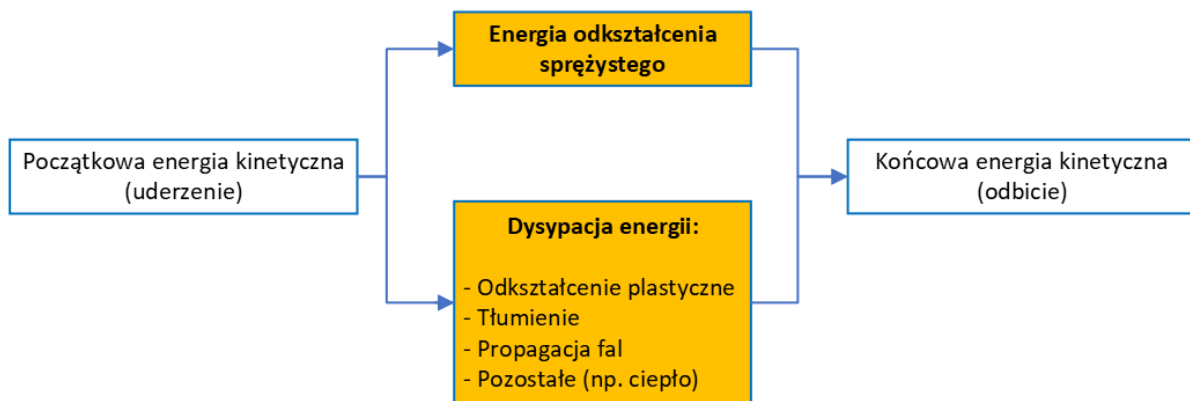 Energia odkształcenia
sprężystego
Początkowa energia kinetyczna
(uderzenie)
Końcowa energia kinetyczna
(odbicie)
Dysypacja energii:
- Odkształcenie plastyczne
- Tłumienie
- Propagacja fal
- Pozostałe (np. ciepło)